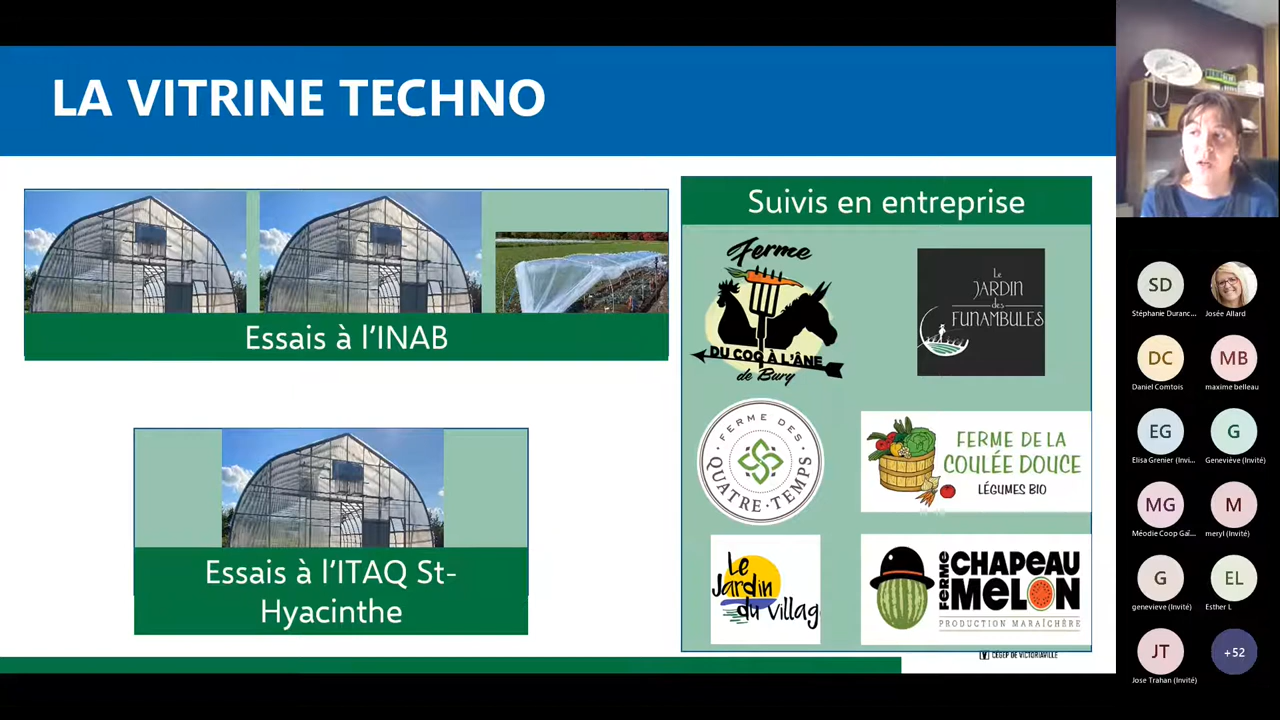 LA VITRINE TECHNO
Essais à l'INAB
Essais à l'ITAQ St-
Hyacinthe
Suivis en entreprise
Ferme
DU COQ À L'ÂNE
de Bury
Le
JARDIN
des
FUNAMBULES
FERME DES
QUATRE·TEMPS
FERME DE LA
COULÉE DOUCE
LÉGUMES BIO
Le
Jardin
du villag
FERME
CHAPEAU
MELON
PRODUCTION MARAÎCHÈRE
CÉGEP DE VICTORIAVILLE
SD
Stéphanie Duranc...
Josée Allard
DC
Daniel Comtois
MB
maxime belleau
EG
Elisa Grenier (Invi...
G
Geneviève (Invité)
MG
Méodie Coop Gaï...
M
meryl (Invité)
G
genevieve (Invité)
EL
Esther L
JT
Jose Trahan (Invité)
+52